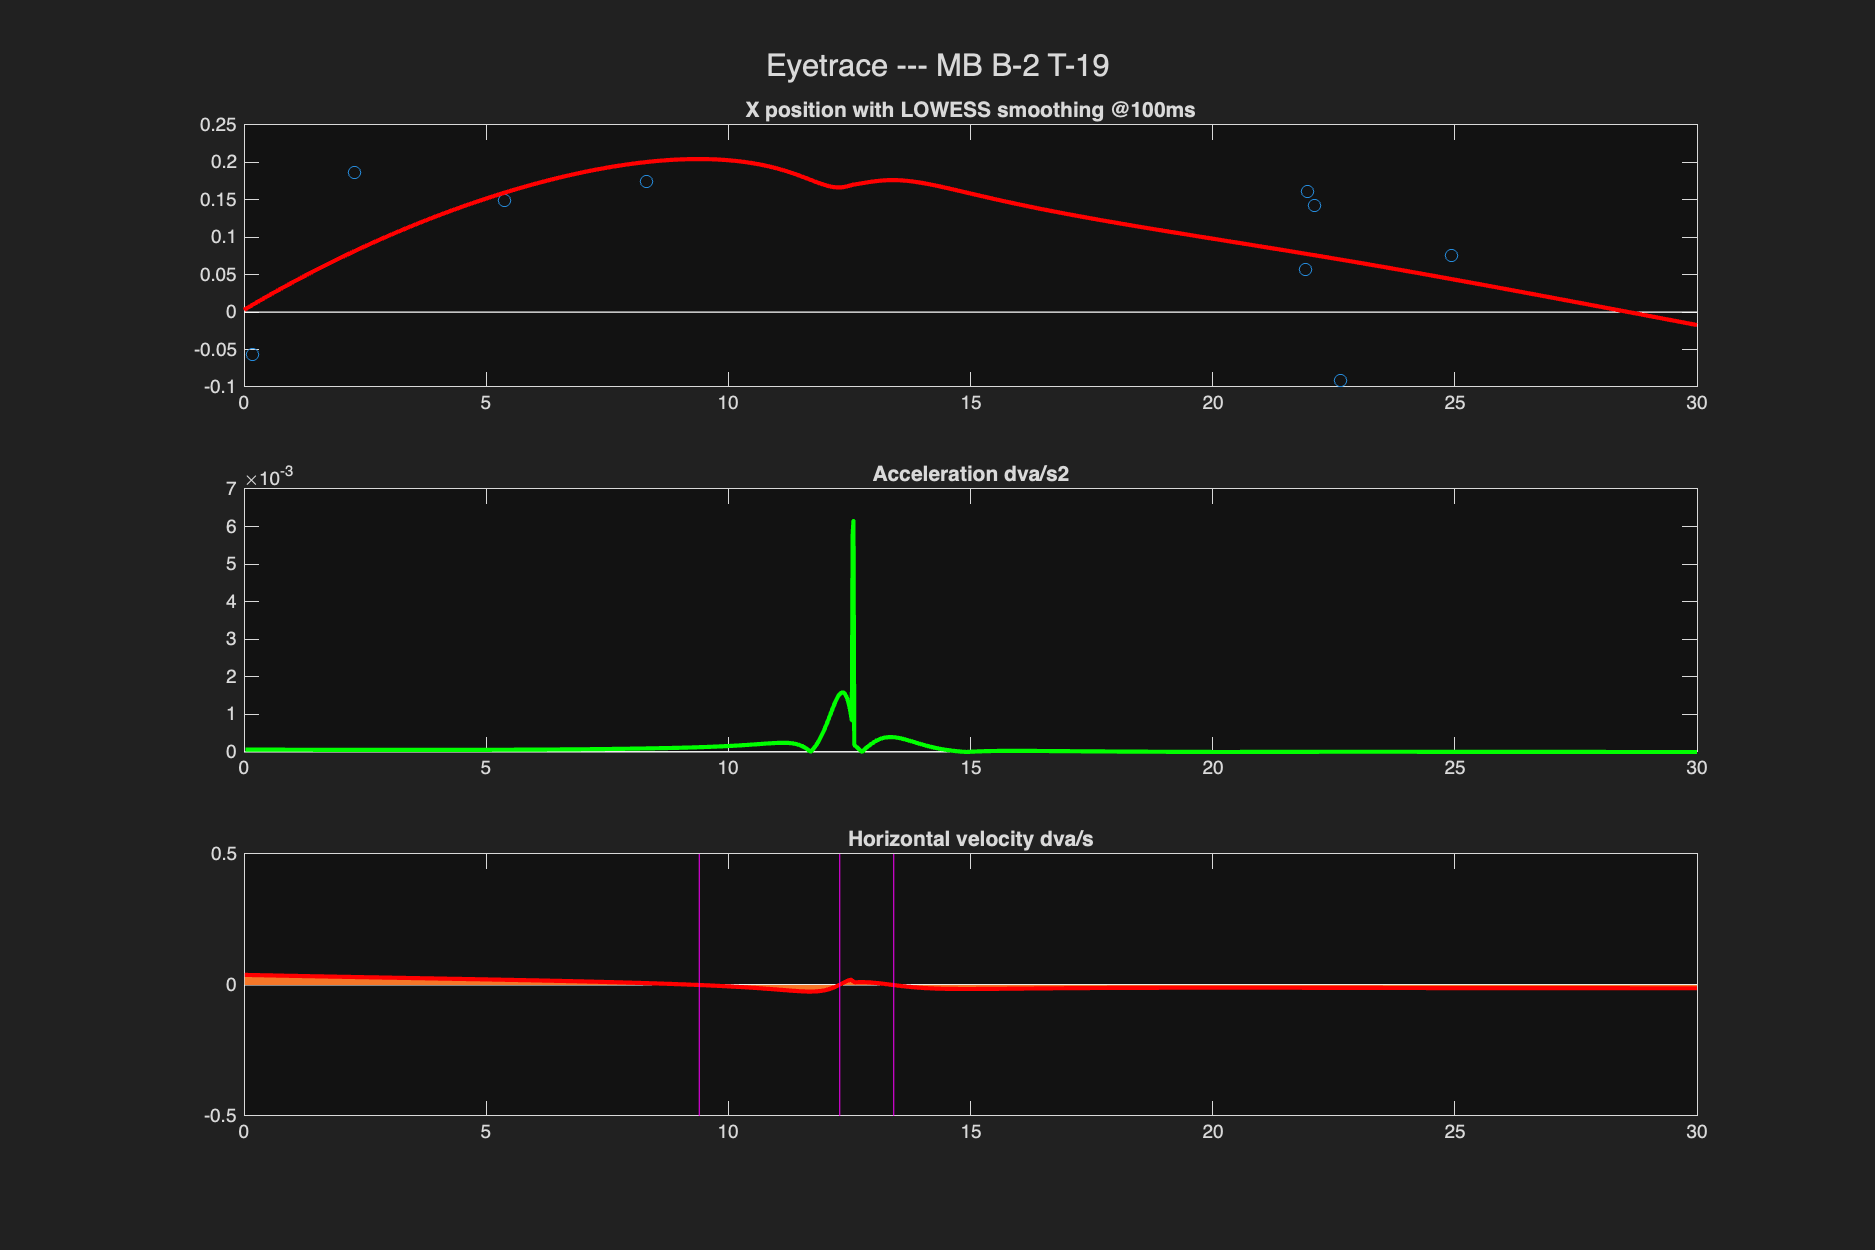 Eyetrace --- MB B-2 T-19
X position with LOWESS smoothing @100ms
0.25
0.2
0.15
0.1
0.05
0
-0.05
-0.1
0 5 10 15 20 25 30
Acceleration dva/s2
×10-3
7
6
5
4
3
2
1
0
0 5 10 15 20 25 30
Horizontal velocity dva/s
0.5
0
-0.5
0 5 10 15 20 25 30